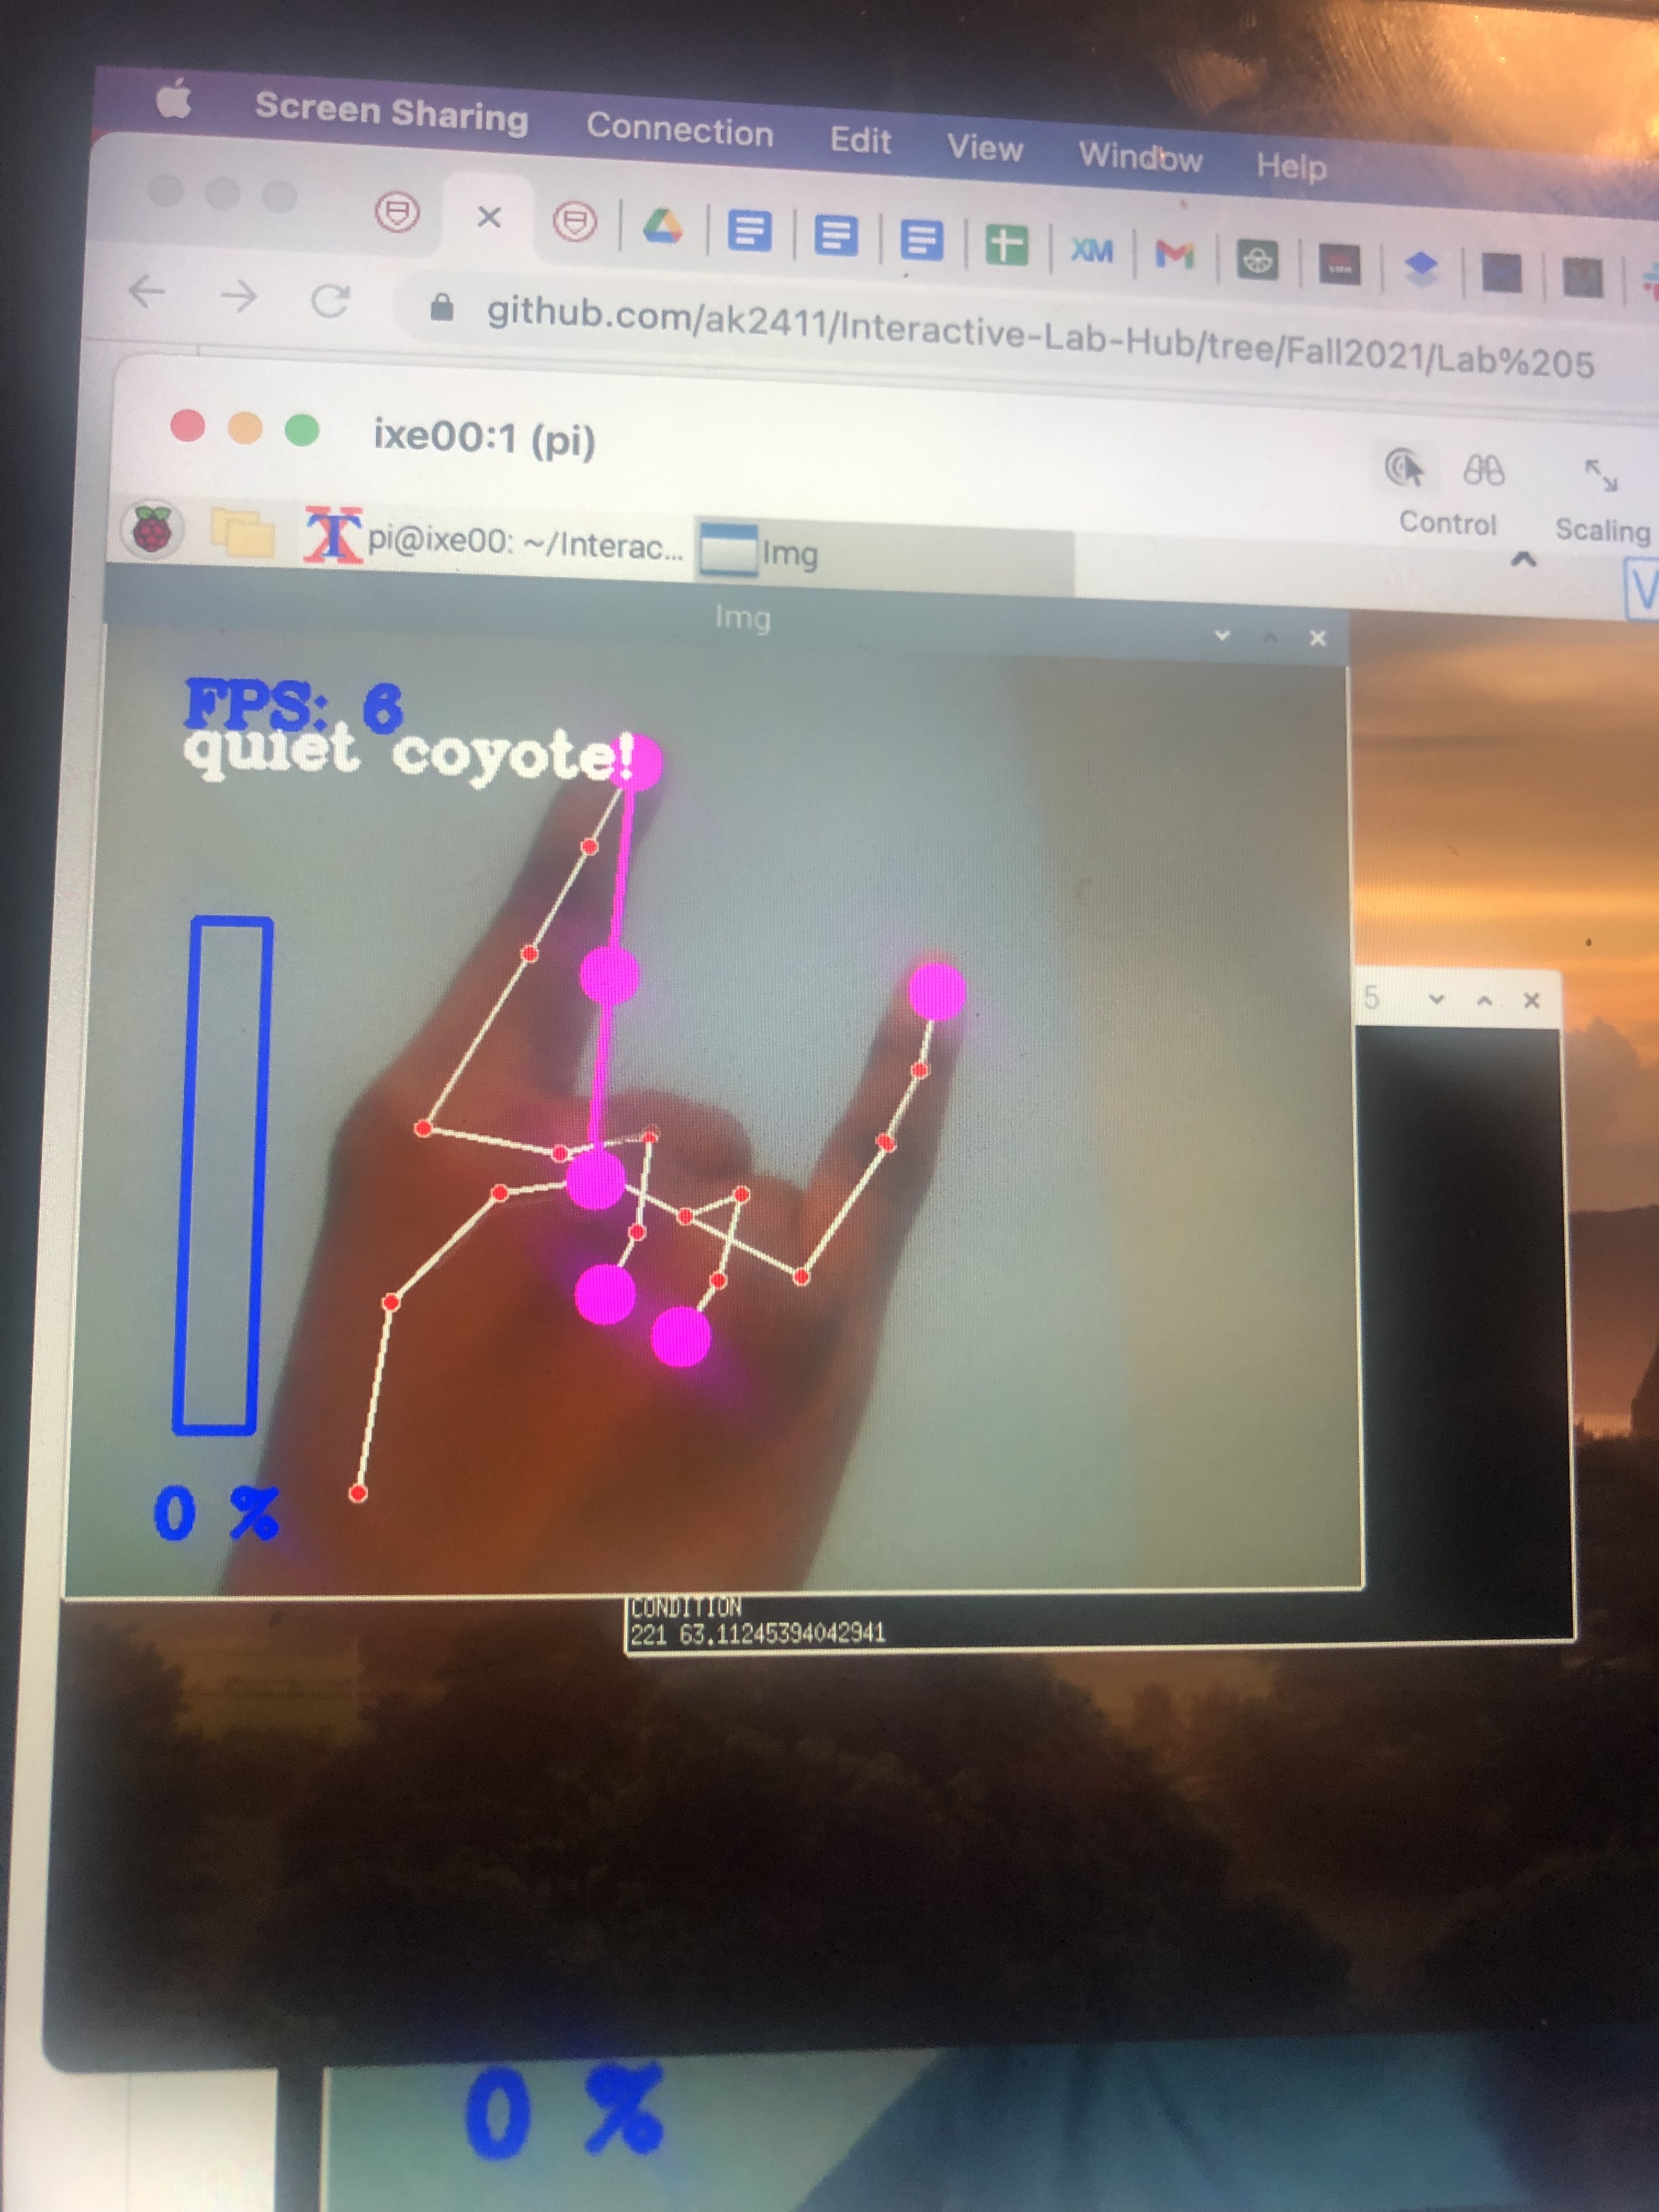 Screen Sharing Connection Edit View Window Help
XM
github.com/ak2411/Interactive-Lab-Hub/tree/Fall2021/Lab%205
ixe00:1 (pi)
Control Scaling
pi@ixe00: ~/Interac... Img
Img
FPS: 6
quiet coyote!
5
0 %
CONDITION
221 63.11245394042941
0 %